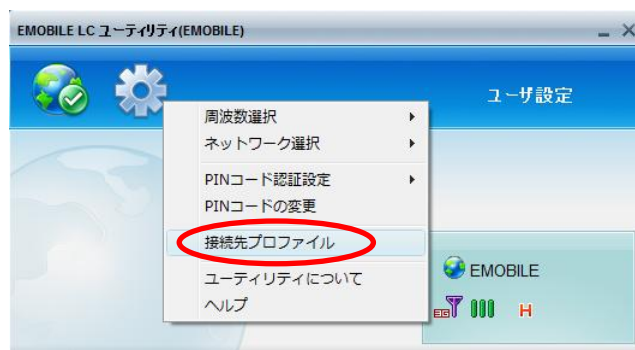 EMOBILE LC ユーティリティ(EMOBILE)
ユーザ設定
周波数選択
ネットワーク選択
PINコード認証設定
PINコードの変更
接続先プロファイル
ユーティリティについて
ヘルプ
EMOBILE
3G H